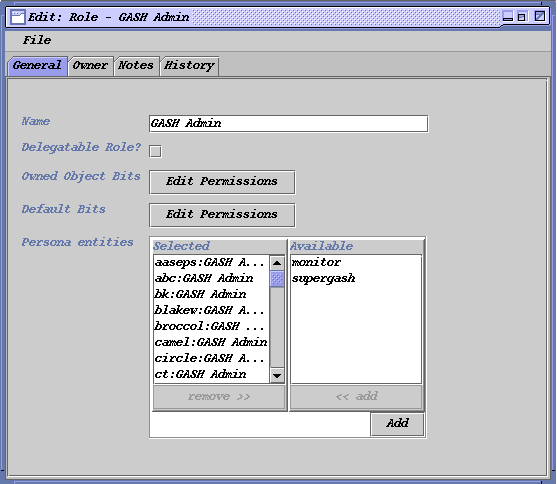 Edit: Role - GASH Admin
File
General Owner Notes History
Name GASH Admin
Delegatable Role?
Owned Object Bits Edit Permissions
Default Bits Edit Permissions
Persona entities Selected Available
aaseps:GASH A... monitor
abc:GASH Admin supergash
bk:GASH Admin
blakew:GASH A...
broccol:GASH ...
camel:GASH Admin
circle:GASH A...
ct:GASH Admin
remove >> << add
Add